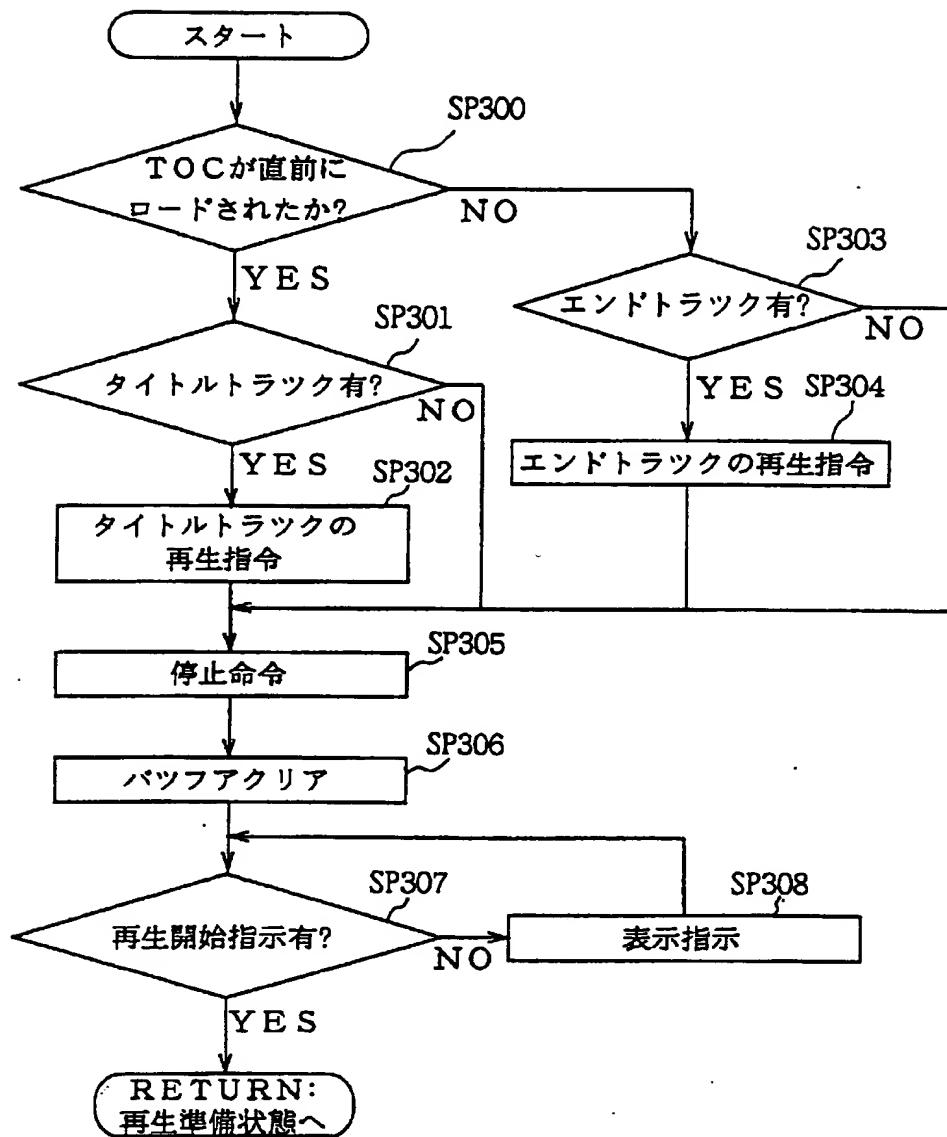 スタート
SP300
TOCが直前に
ロードされたか?
NO
YES
SP303
エンドトラック有?
NO
YES
SP301
タイトルトラツク有?
NO
YES
SP304
エンドトラックの再生指令
SP302
タイトルトラツクの
再生指令
SP305
停止命令
SP306
バツフアクリア
SP307
再生開始指示有?
NO
YES
SP308
表示指示
RETURN:
再生準備状態へ